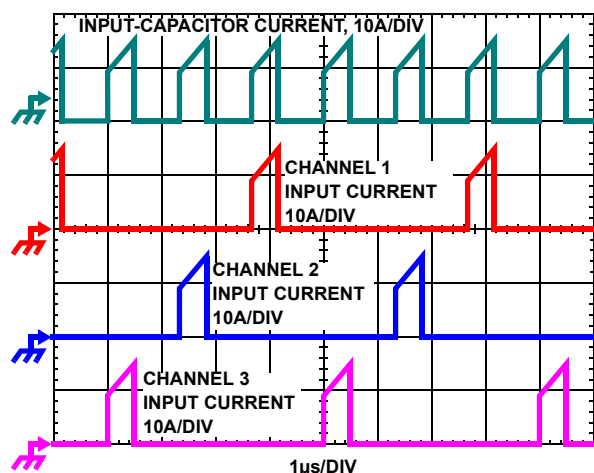 INPUT-CAPACITOR CURRENT, 10A/DIV
CHANNEL 1
INPUT CURRENT
10A/DIV
CHANNEL 2
INPUT CURRENT
10A/DIV
CHANNEL 3
INPUT CURRENT
10A/DIV
1µs/DIV